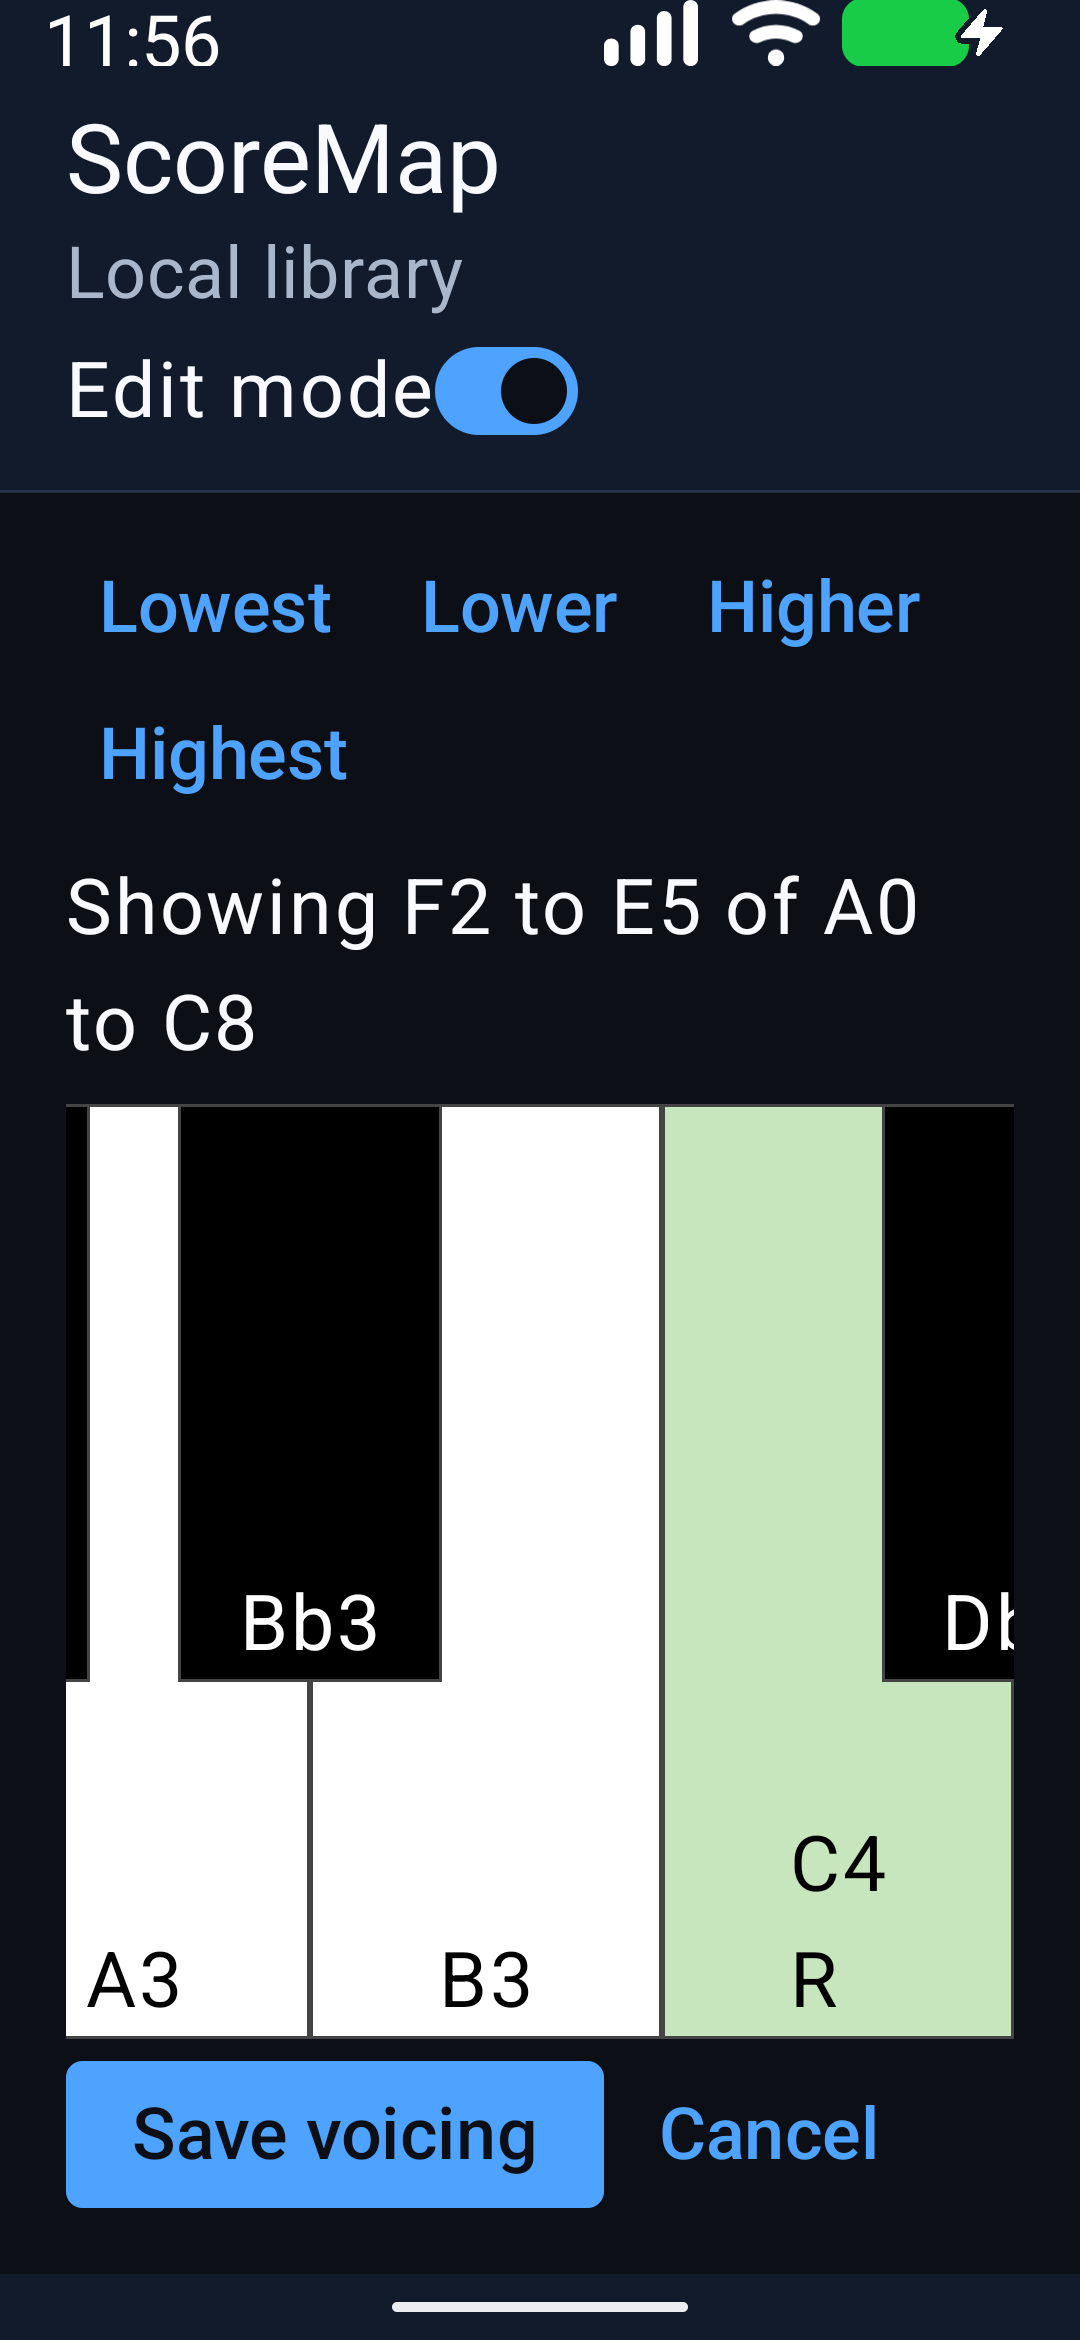 11:56
ScoreMap
Local library
Edit mode
Lowest Lower Higher
Highest
Showing F2 to E5 of A0
to C8
Bb3
C4
A3 B3 R
Save voicing Cancel